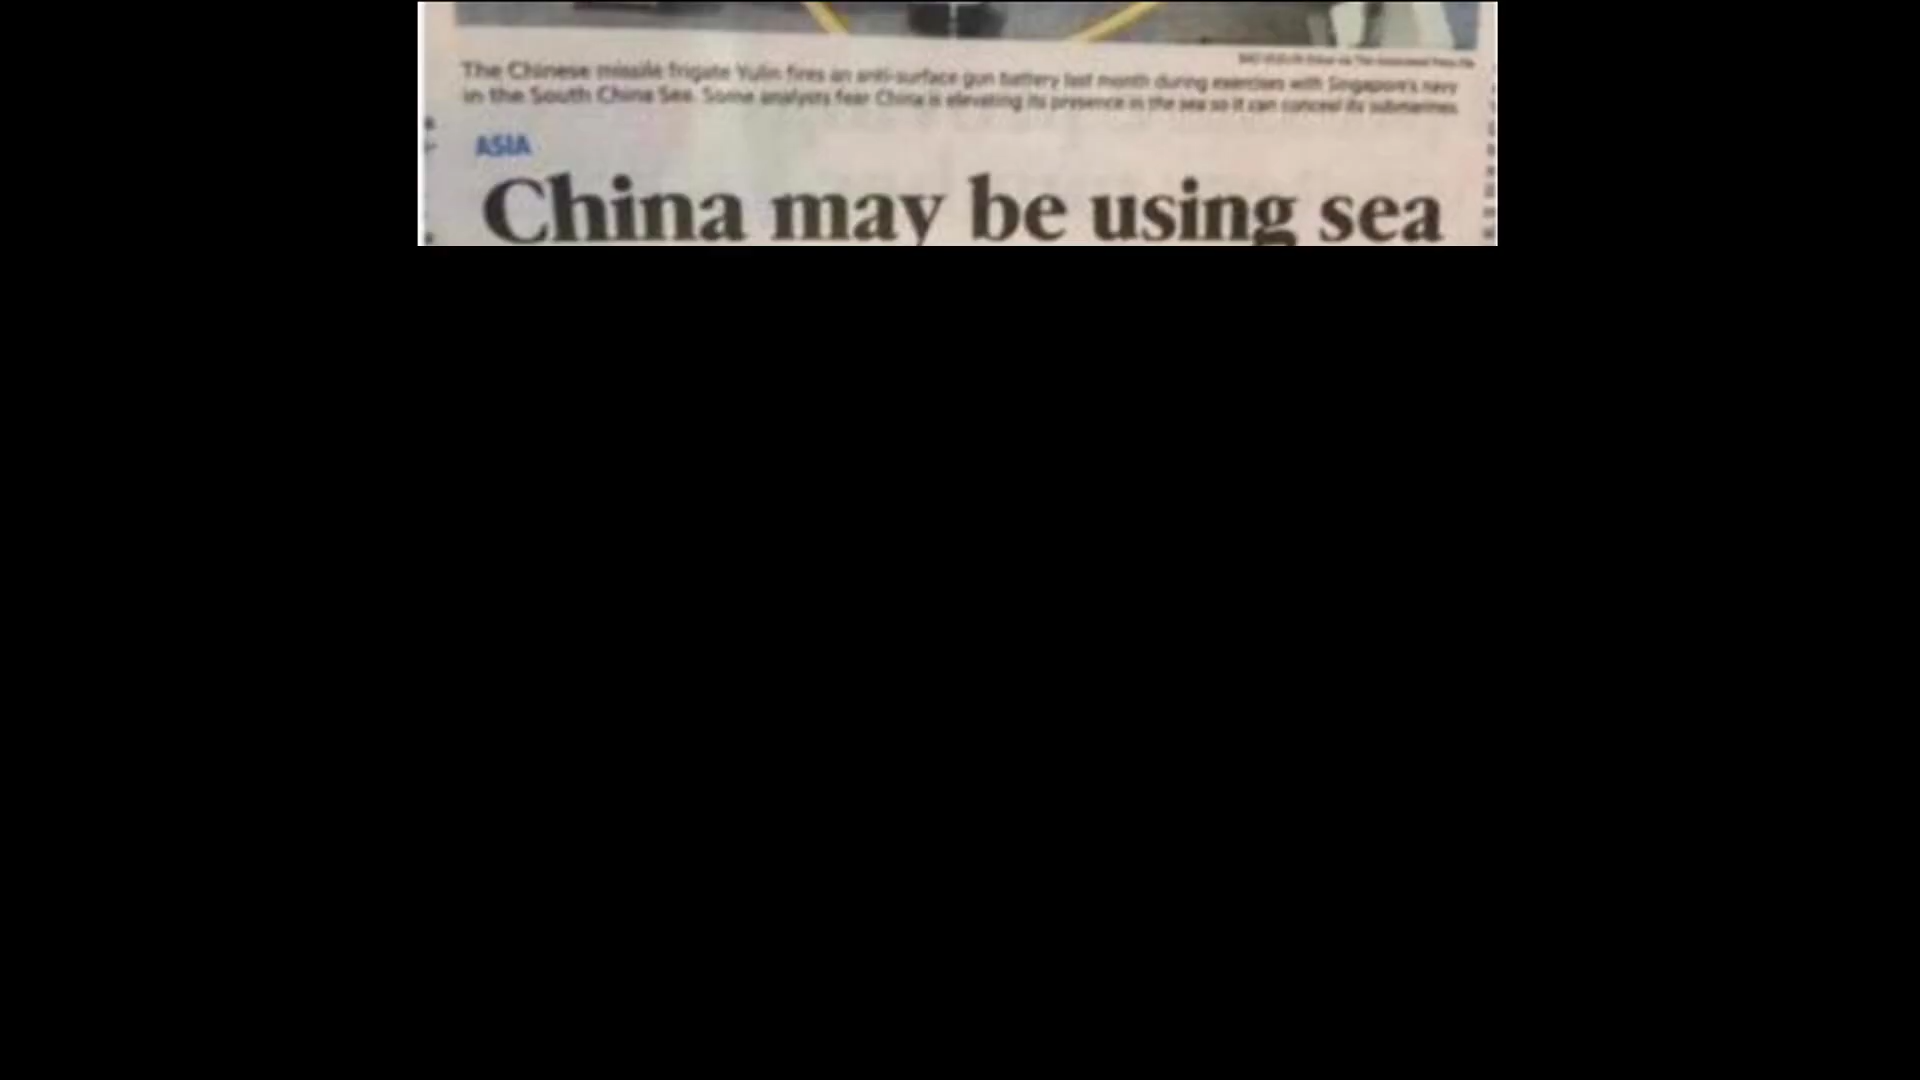 The Chinese missile frigate Yulin fires an anti-surface gun battery last month during exercises with Singapore's navy
in the South China Sea. Some analysts fear China is elevating its presence in the sea so it can conceal its submarines.
ASIA
China may be using sea